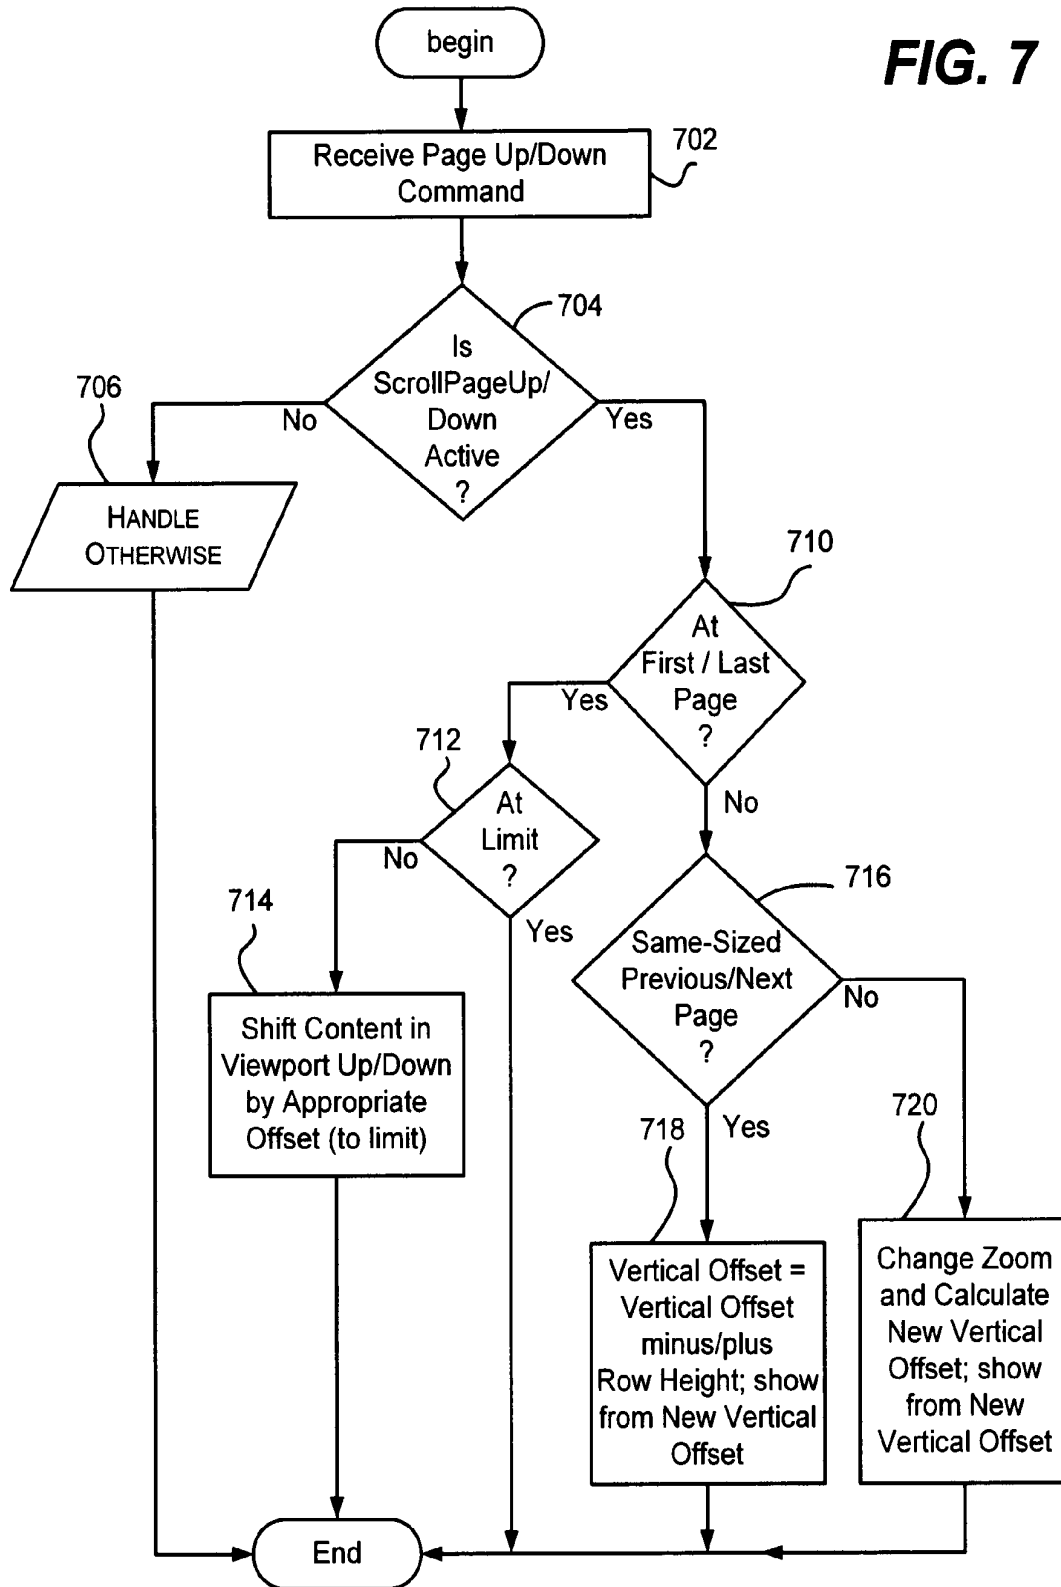 begin
FIG. 7
Receive Page Up/Down
Command
702
704
Is
ScrollPageUp/
Down
Active
?
No
Yes
706
HANDLE
OTHERWISE
710
At
First / Last
Page
?
Yes
No
712
At
Limit
?
No
Yes
714
Shift Content in
Viewport Up/Down
by Appropriate
Offset (to limit)
716
Same-Sized
Previous/Next
Page
?
No
Yes
718
Vertical Offset =
Vertical Offset
minus/plus
Row Height; show
from New Vertical
Offset
720
Change Zoom
and Calculate
New Vertical
Offset; show
from New
Vertical Offset
End